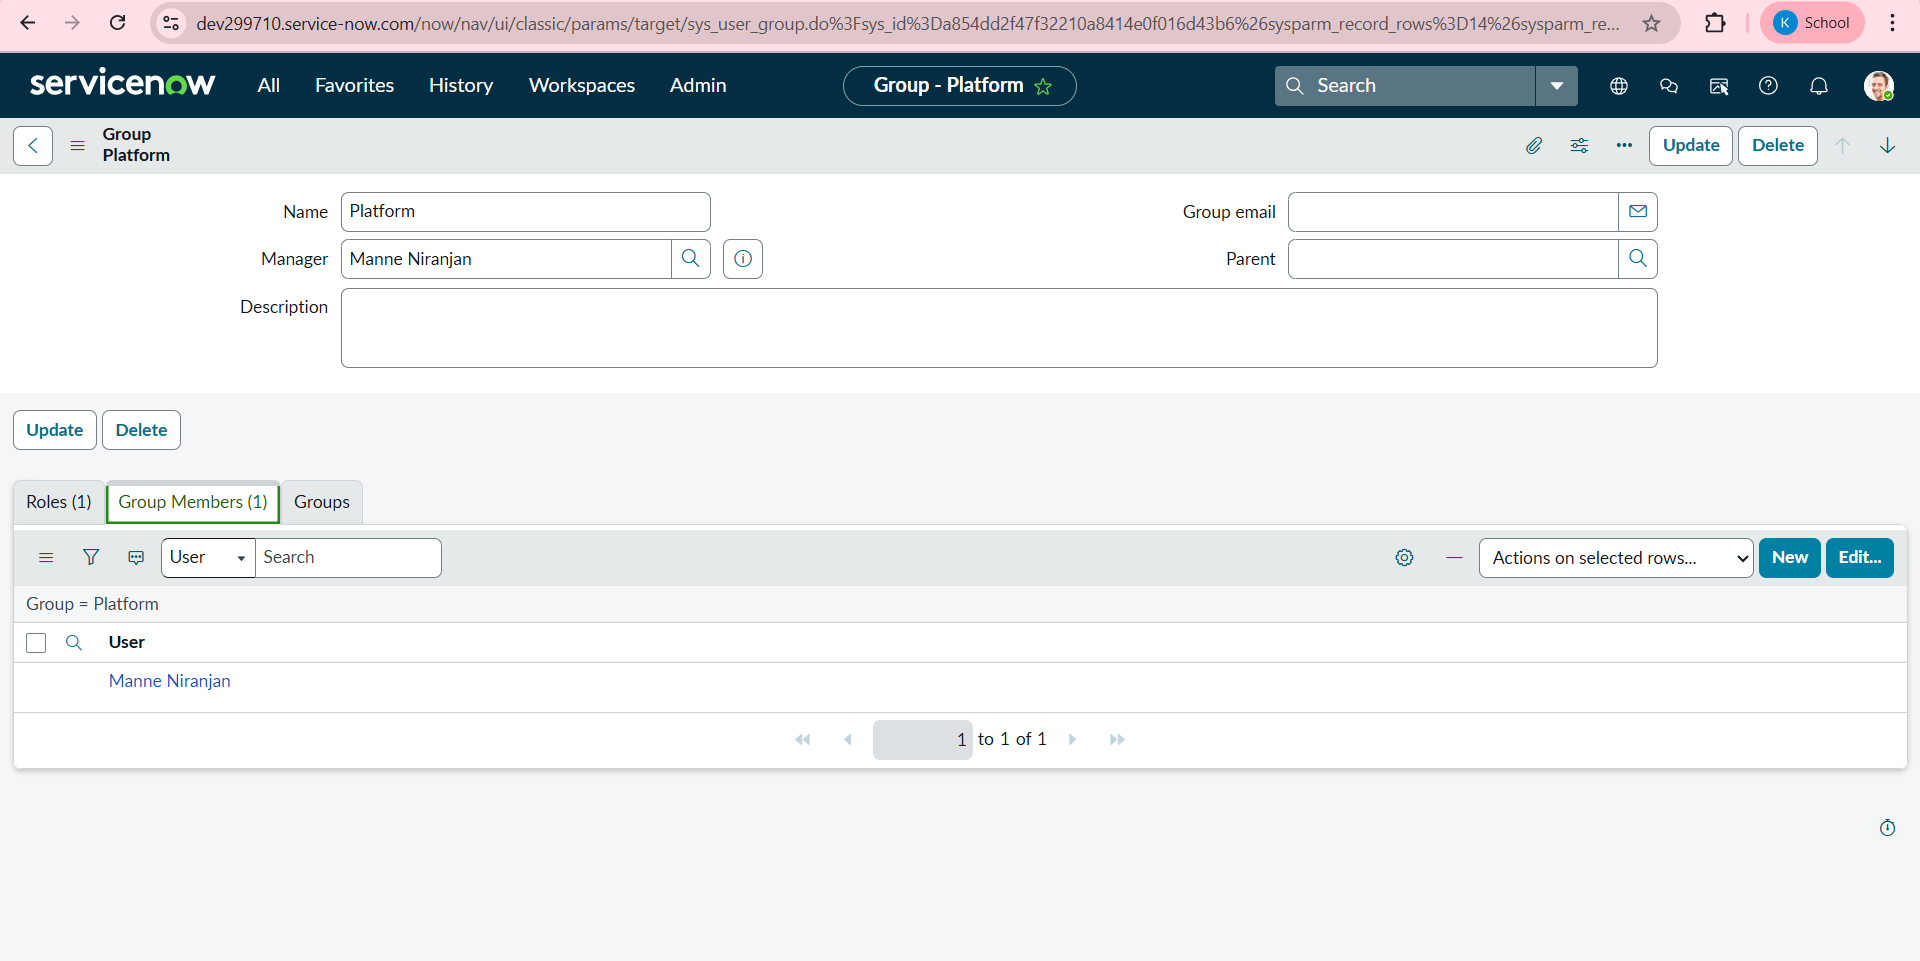 dev299710.service-now.com/now/nav/ui/classic/params/target/sys_user_group.do%3Fsys_id%3Da854dd2f47f32210a8414e0f016d43b6%26sysparm_record_rows%3D14%26sysparm_re...
K School
servicenow All Favorites History Workspaces Admin Group - Platform Search
Group
Platform
Update Delete
Name Platform Group email
Manager Manne Niranjan Parent
Description
Update Delete
Roles (1) Group Members (1) Groups
User Search Actions on selected rows... New Edit...
Group = Platform
User
Manne Niranjan
1 to 1 of 1